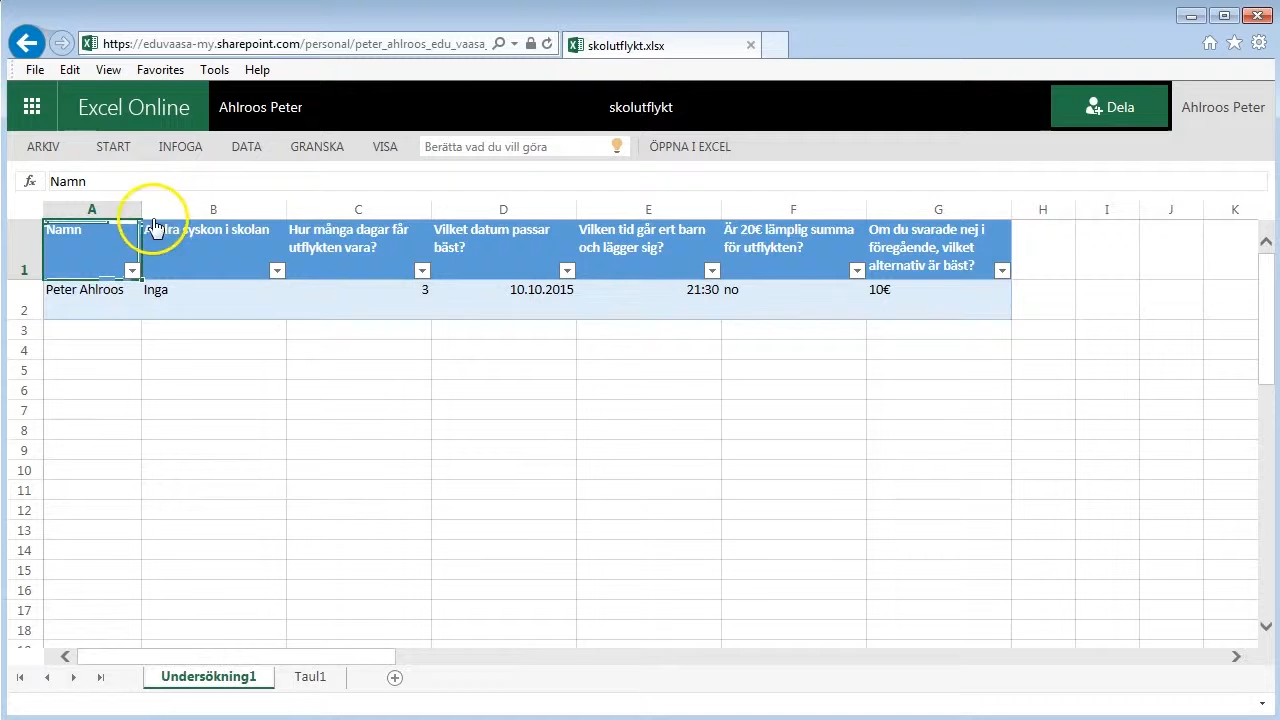 https://eduvaasa-my.sharepoint.com/personal/peter_ahlroos_edu_vaasa_
skolutflykt.xlsx
File Edit View Favorites Tools Help
Excel Online Ahlroos Peter skolutflykt Dela Ahlroos Peter
ARKIV START INFOGA DATA GRANSKA VISA Berätta vad du vill göra ÖPPNA I EXCEL
fx Namn
A B C D E F G H I J K
Namn syskon i skolan Hur många dagar får Vilket datum passar Vilken tid går ert barn Är 20€ lämplig summa Om du svarade nej i
utflykten vara? bäst? och lägger sig? för utflykten? föregående, vilket
1 alternativ är bäst?
Peter Ahlroos Inga 3 10.10.2015 21:30 no 10€
2
3
4
5
6
7
8
9
10
11
12
13
14
15
16
17
18
Undersökning1 Taul1